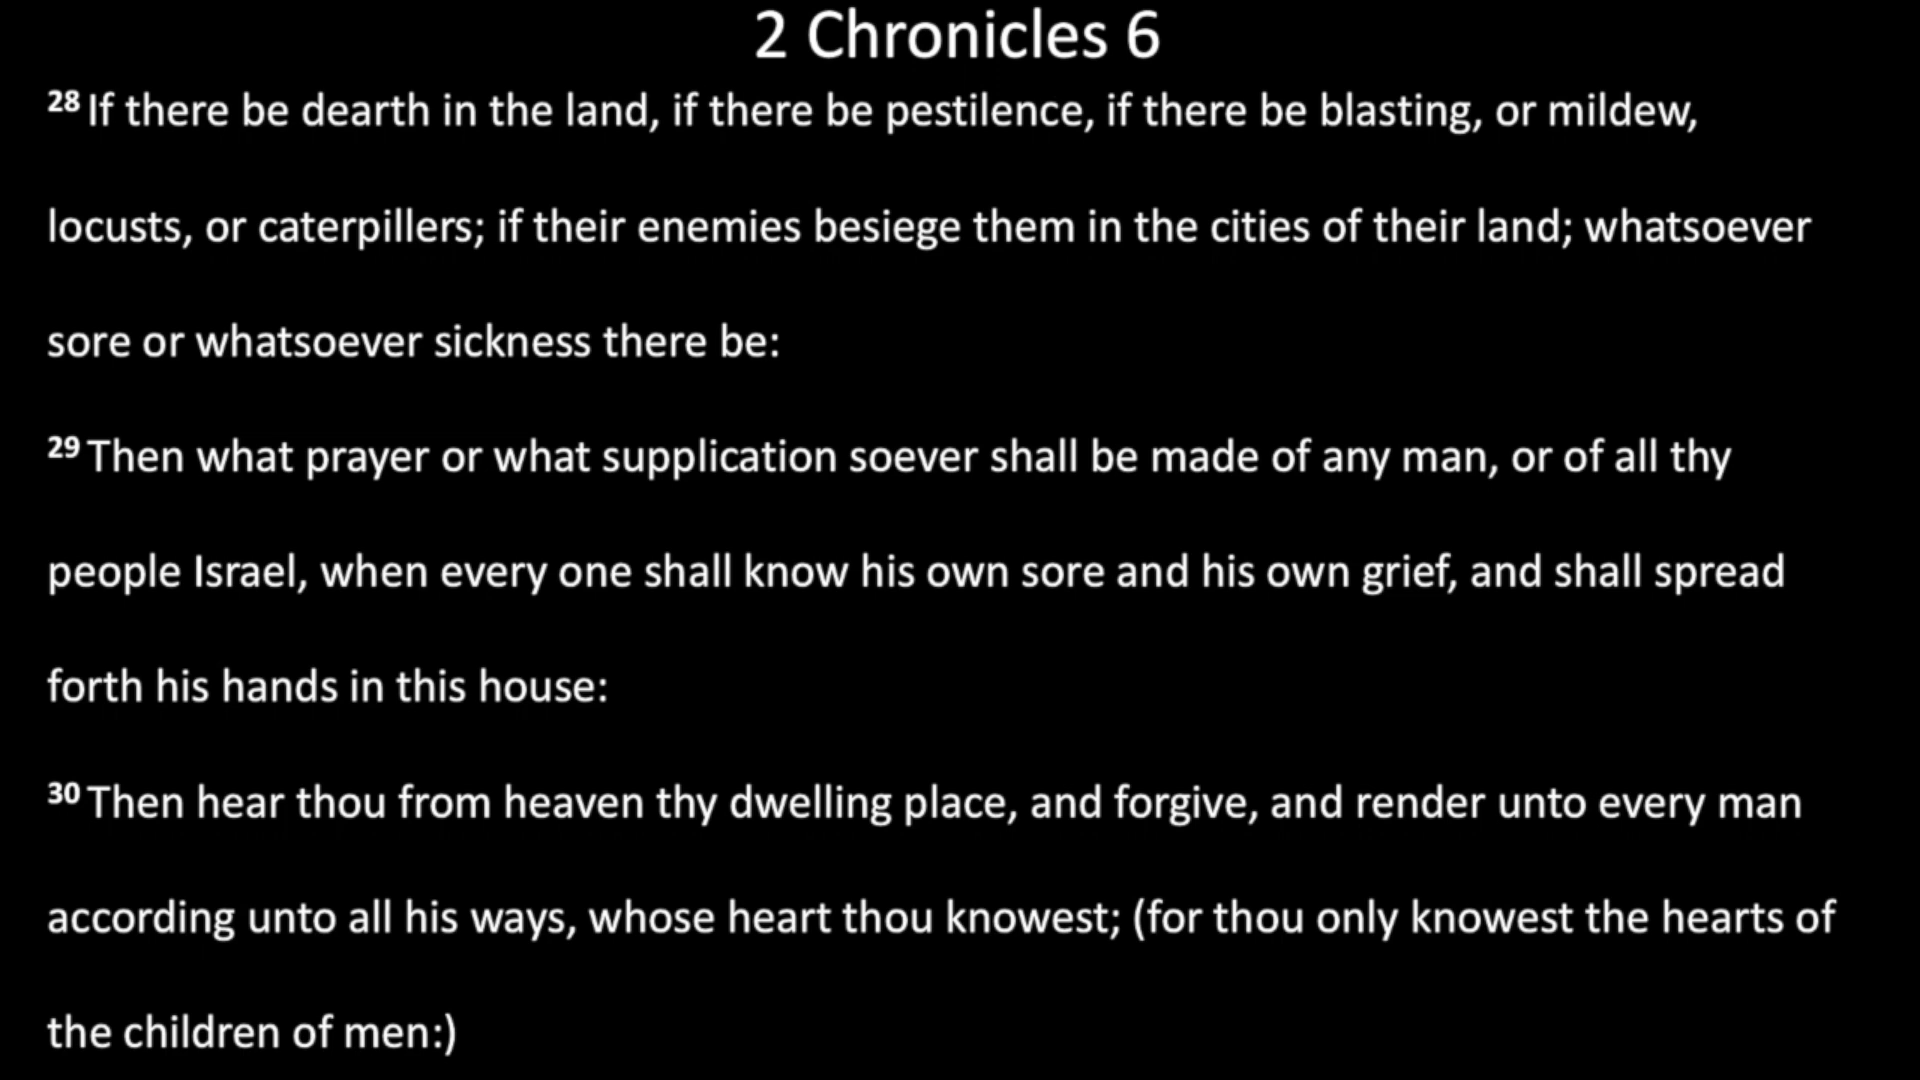 2 Chronicles 6
28 If there be dearth in the land, if there be pestilence, if there be blasting, or mildew,
locusts, or caterpillers; if their enemies besiege them in the cities of their land; whatsoever
sore or whatsoever sickness there be:
29 Then what prayer or what supplication soever shall be made of any man, or of all thy
people Israel, when every one shall know his own sore and his own grief, and shall spread
forth his hands in this house:
30 Then hear thou from heaven thy dwelling place, and forgive, and render unto every man
according unto all his ways, whose heart thou knowest; (for thou only knowest the hearts of
the children of men:)